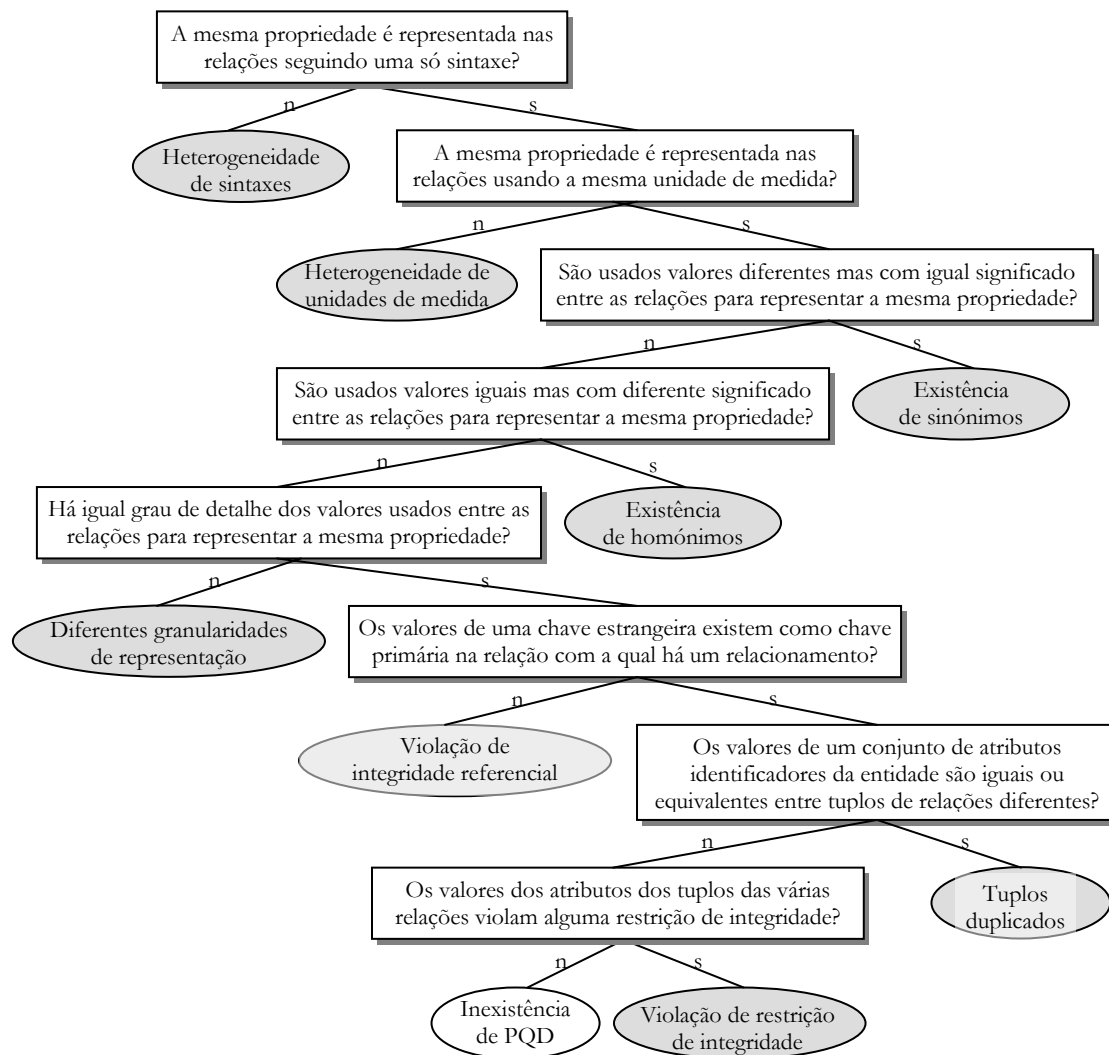 A mesma propriedade é representada nas
relações seguindo uma só sintaxe?
n
s
Heterogeneidade
de sintaxes
A mesma propriedade é representada nas
relações usando a mesma unidade de medida?
n
s
Heterogeneidade de
unidades de medida
São usados valores diferentes mas com igual significado
entre as relações para representar a mesma propriedade?
n
s
São usados valores iguais mas com diferente significado
entre as relações para representar a mesma propriedade?
Existência
de sinónimos
n
s
Há igual grau de detalhe dos valores usados entre as
relações para representar a mesma propriedade?
Existência
de homónimos
n
s
Diferentes granularidades
de representação
Os valores de uma chave estrangeira existem como chave
primária na relação com a qual há um relacionamento?
n
s
Violação de
integridade referencial
Os valores de um conjunto de atributos
identificadores da entidade são iguais ou
equivalentes entre tuplos de relações diferentes?
n
s
Os valores dos atributos dos tuplos das várias
relações violam alguma restrição de integridade?
Tuplos
duplicados
n
s
Inexistência
de PQD
Violação de restrição
de integridade